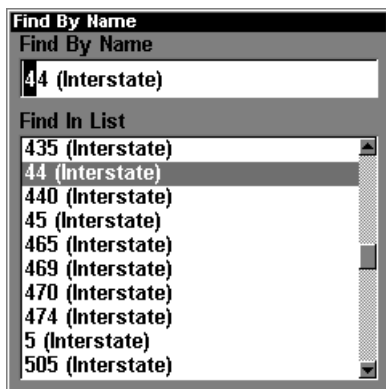 Find By Name
Find By Name
44 (Interstate)
Find In List
435 (Interstate)
44 (Interstate)
440 (Interstate)
45 (Interstate)
465 (Interstate)
469 (Interstate)
470 (Interstate)
474 (Interstate)
5 (Interstate)
505 (Interstate)